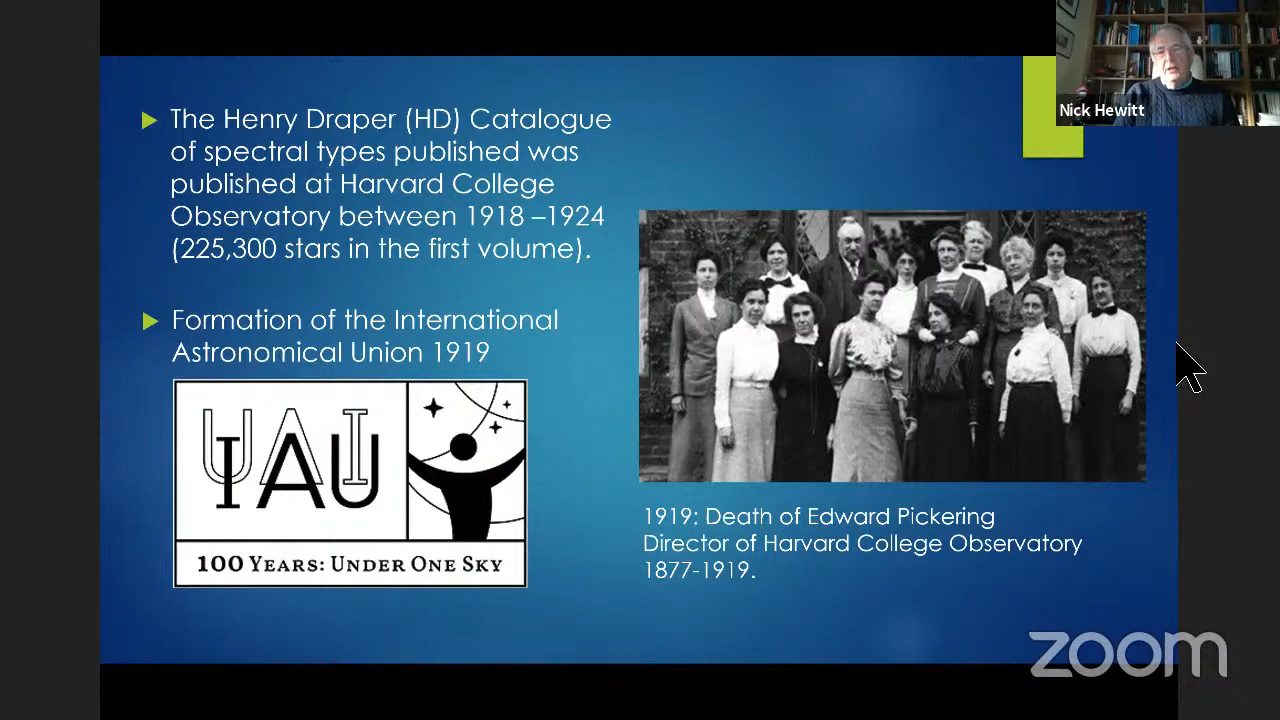 The Henry Draper (HD) Catalogue
of spectral types published was
published at Harvard College
Observatory between 1918 –1924
(225,300 stars in the first volume).
Formation of the International
Astronomical Union 1919
UAI
IAU
100 YEARS: UNDER ONE SKY
Nick Hewitt
1919: Death of Edward Pickering
Director of Harvard College Observatory
1877-1919.
zoom